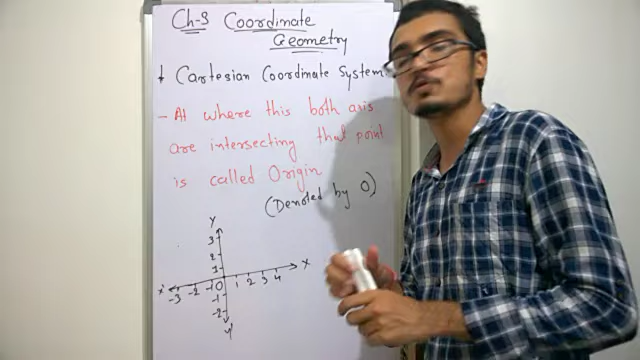 Ch-3 Coordinate
Geometry
Cartesian Coordinate System
- At where this both axis
are intersecting that point
is called Origin
(Denoted by O)
Y
3
2
1
X' -3 -2 -1 O 1 2 3 4 X
-1
-2
Y'